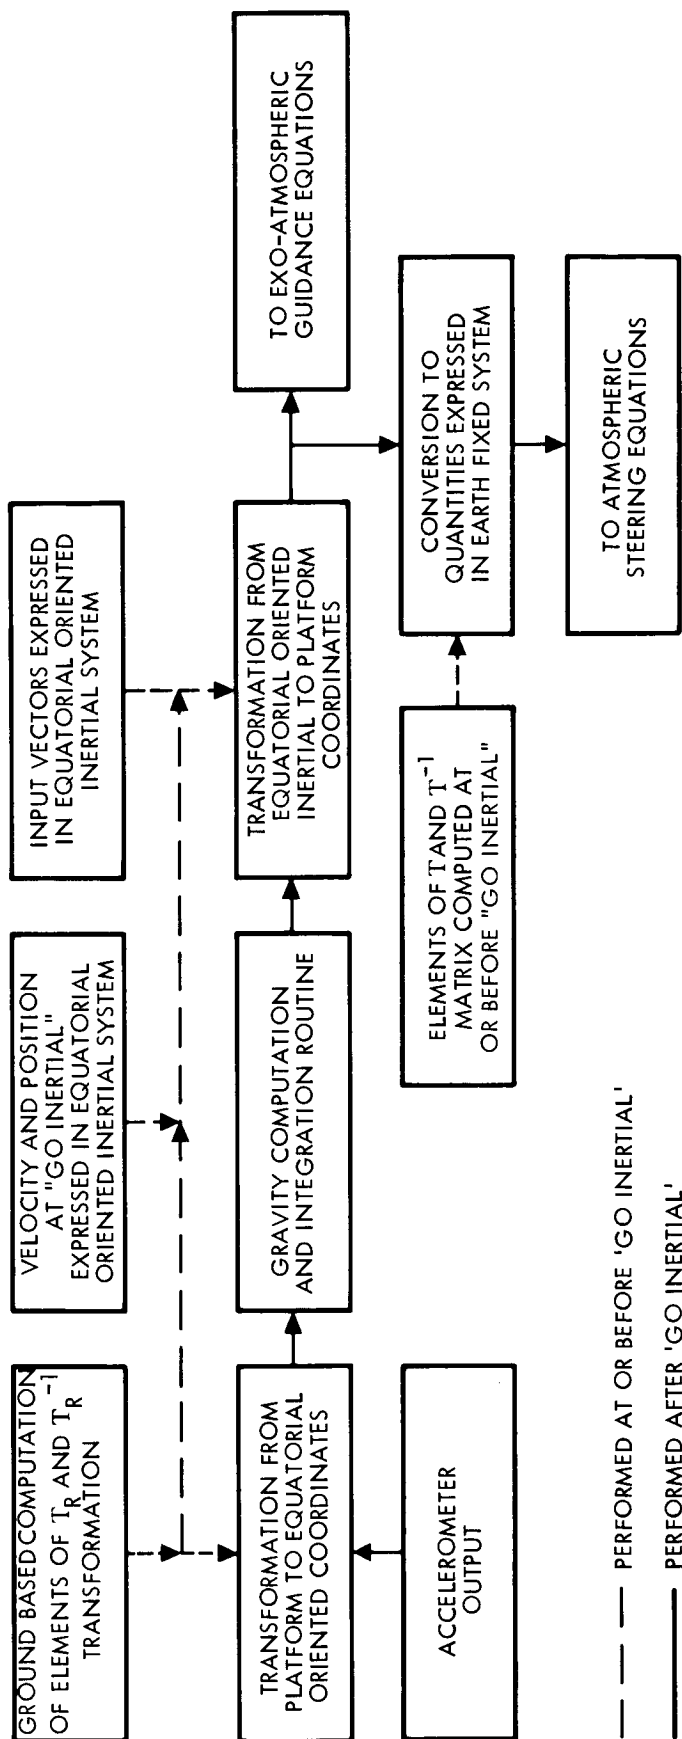 GROUND BASED COMPUTATION
OF ELEMENTS OF T_R AND T_R^-1
TRANSFORMATION
VELOCITY AND POSITION
AT "GO INERTIAL"
EXPRESSED IN EQUATORIAL
ORIENTED INERTIAL SYSTEM
INPUT VECTORS EXPRESSED
IN EQUATORIAL ORIENTED
INERTIAL SYSTEM
TRANSFORMATION FROM
PLATFORM TO EQUATORIAL
ORIENTED COORDINATES
GRAVITY COMPUTATION
AND INTEGRATION ROUTINE
TRANSFORMATION FROM
EQUATORIAL ORIENTED
INERTIAL TO PLATFORM
COORDINATES
TO EXO-ATMOSPHERIC
GUIDANCE EQUATIONS
ACCELEROMETER
OUTPUT
ELEMENTS OF T AND T^-1
MATRIX COMPUTED AT
OR BEFORE "GO INERTIAL"
CONVERSION TO
QUANTITIES EXPRESSED
IN EARTH FIXED SYSTEM
TO ATMOSPHERIC
STEERING EQUATIONS
PERFORMED AT OR BEFORE 'GO INERTIAL'
PERFORMED AFTER 'GO INERTIAL'